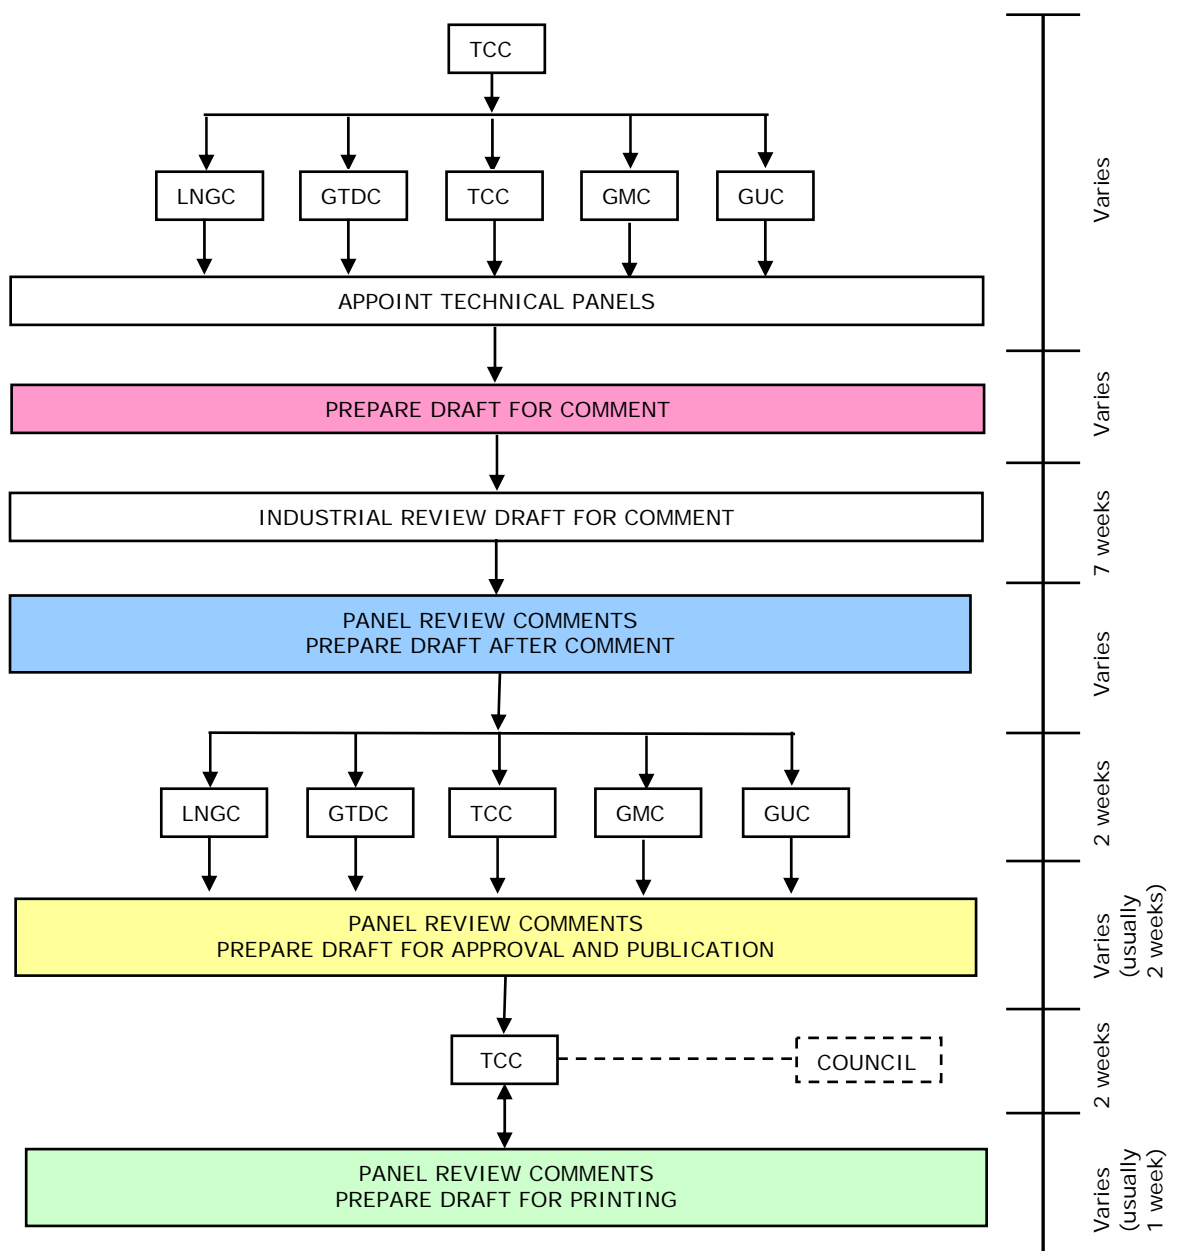 TCC
LNGC
GTDC
TCC
GMC
GUC
APPOINT TECHNICAL PANELS
Varies
PREPARE DRAFT FOR COMMENT
Varies
INDUSTRIAL REVIEW DRAFT FOR COMMENT
7 weeks
PANEL REVIEW COMMENTS
PREPARE DRAFT AFTER COMMENT
Varies
LNGC
GTDC
TCC
GMC
GUC
2 weeks
PANEL REVIEW COMMENTS
PREPARE DRAFT FOR APPROVAL AND PUBLICATION
Varies
(usually
2 weeks)
TCC
COUNCIL
2 weeks
PANEL REVIEW COMMENTS
PREPARE DRAFT FOR PRINTING
Varies
(usually
1 week)